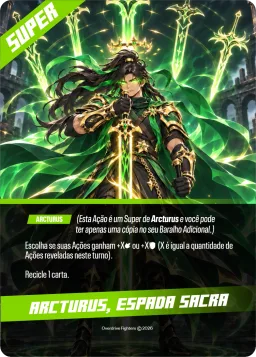 SUPER
ARCTURUS (Esta Ação é um Super de Arcturus e você pode
ter apenas uma cópia no seu Baralho Adicional.)
Escolha se suas Ações ganham +X ou +X (X é igual a quantidade de
Ações reveladas neste turno).
Recicle 1 carta.
ARCTURUS, ESPADA SACRA
Overdrive Fighters ©2026